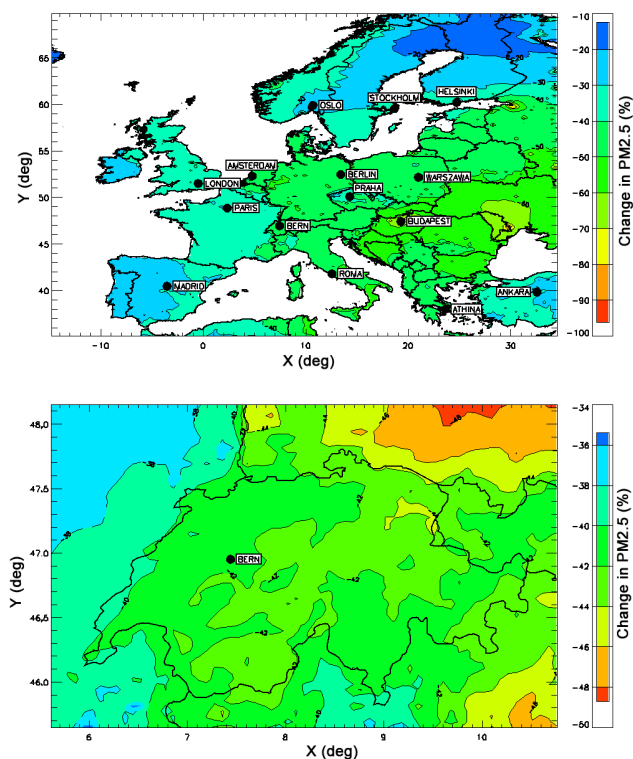 65
60
55
50
45
40
Y (deg)
-10
0
10
20
30
X (deg)
OSLO
STOCKHOLM
HELSINKI
AMSTERDAN
LONDON
BERLIN
WARSZAWA
PRAHA
PARIS
BERN
BUDAPEST
MADRID
ROMA
ANKARA
ATHINA
-10
-20
-30
-40
-50
-60
-70
-80
-90
-100
Change in PM2.5 (%)
48.0
47.5
47.0
46.5
46.0
Y (deg)
6
7
8
9
10
X (deg)
BERN
-34
-36
-38
-40
-42
-44
-46
-48
-60
Change in PM2.5 (%)